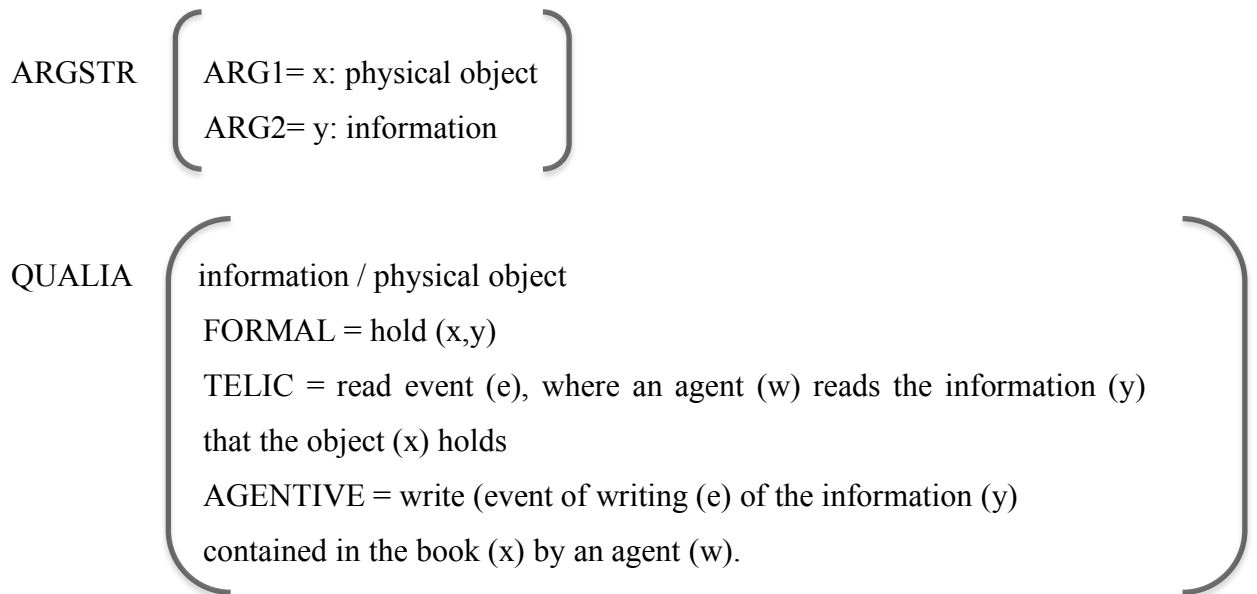 ARGSTR ARG1= x: physical object
ARG2= y: information
QUALIA information / physical object
FORMAL = hold (x,y)
TELIC = read event (e), where an agent (w) reads the information (y)
that the object (x) holds
AGENTIVE = write (event of writing (e) of the information (y)
contained in the book (x) by an agent (w).